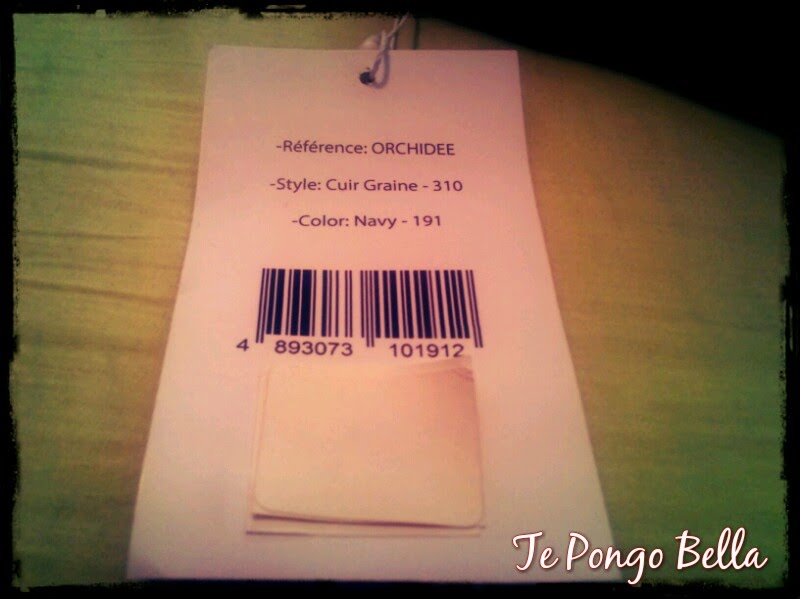 -Référence: ORCHIDEE
-Style: Cuir Graine - 310
-Color: Navy - 191
4 893073 101912
Te Pongo Bella